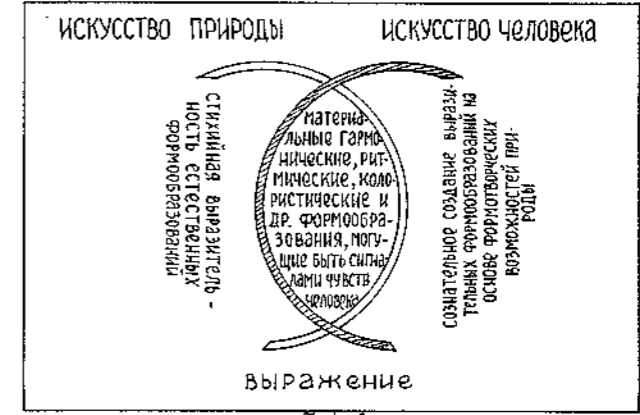 ИСКУССТВО ПРИРОДЫ
ИСКУССТВО ЧЕЛОВЕКА
СТИХИЙНАЯ ВЫРАЗИТЕЛЬ-
НОСТЬ ЕСТЕСТВЕННЫХ
ФОРМООБРАЗОВАНИЙ
МАТЕРИА-
ЛЬНЫЕ ГАРМО-
НИЧЕСКИЕ, РИТ-
МИЧЕСКИЕ, КОЛО-
РИСТИЧЕСКИЕ И
ДР. ФОРМООБРА-
ЗОВАНИЯ, МОГУ-
ЩИЕ БЫТЬ СИГНА-
ЛАМИ ЧУВСТВ
ЧЕЛОВЕКА
СОЗНАТЕЛЬНОЕ СОЗДАНИЕ ВЫРАЗИ-
ТЕЛЬНЫХ ФОРМООБРАЗОВАНИЙ НА
ОСНОВЕ ФОРМОТВОРЧЕСКИХ
ВОЗМОЖНОСТЕЙ ПРИ-
РОДЫ
ВЫРАЖЕНИЕ